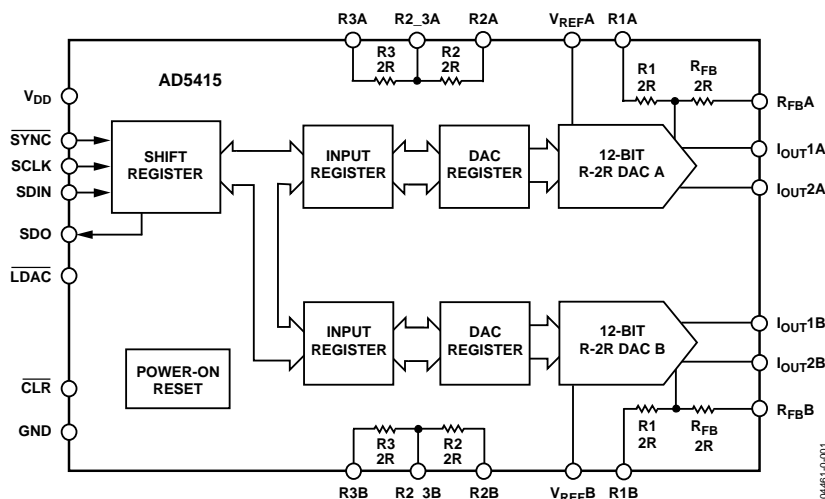 R3A R2_3A R2A VREFA R1A
R3
2R
R2
2R
R1
2R
RFB
2R
AD5415
VDD
SYNC
SCLK
SDIN
SDO
LDAC
CLR
GND
SHIFT
REGISTER
INPUT
REGISTER
DAC
REGISTER
12-BIT
R-2R DAC A
RFBA
IOUT1A
IOUT2A
INPUT
REGISTER
DAC
REGISTER
12-BIT
R-2R DAC B
IOUT1B
IOUT2B
RFBB
POWER-ON
RESET
R3
2R
R2
2R
R1
2R
RFB
2R
R3B R2_3B R2B VREFB R1B
04461-0-001